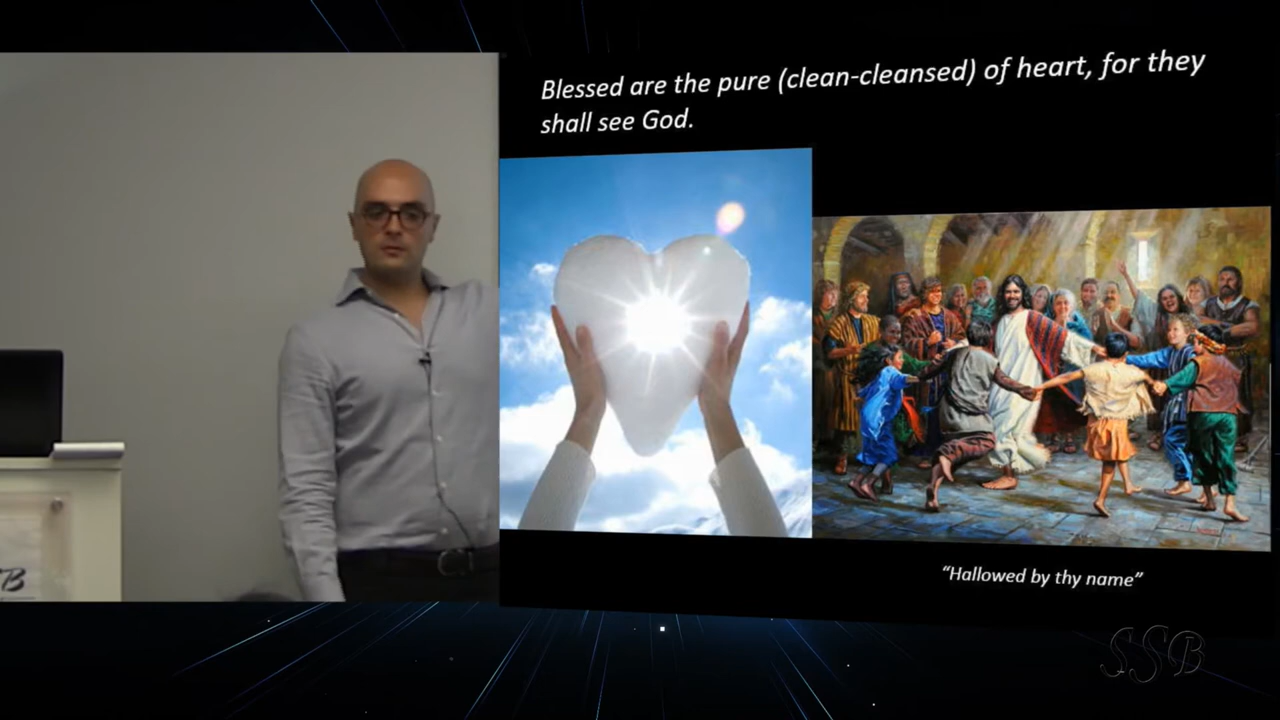 Blessed are the pure (clean-cleansed) of heart, for they
shall see God.
"Hallowed by thy name"
SSB
B